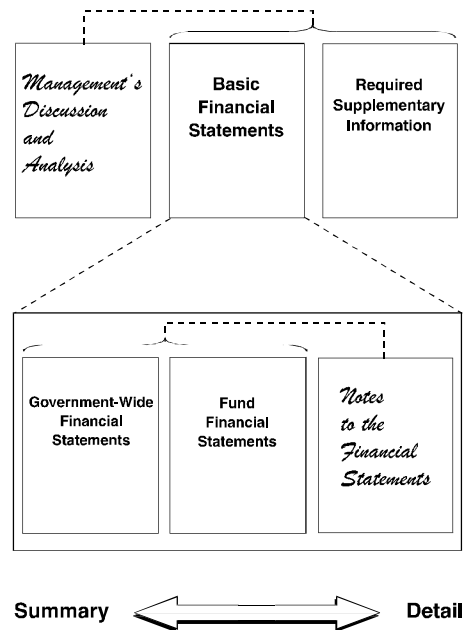 Management's
Discussion
and
Analysis
Basic
Financial
Statements
Required
Supplementary
Information
Government-Wide
Financial
Statements
Fund
Financial
Statements
Notes
to the
Financial
Statements
Summary
Detail